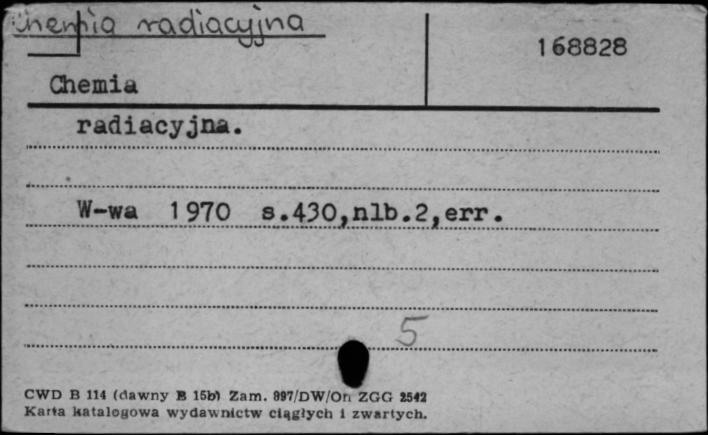 Chemia radiacyjna
168828
Chemia
radiacyjna.
W-wa 1970 s.430,nlb.2,err.
5
CWD B 114 (dawny B 15b) Zam. 897/DW/On ZGG 2542
Karta katalogowa wydawnictw ciągłych i zwartych.